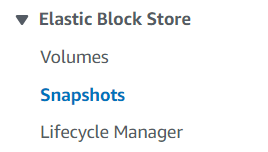 Elastic Block Store
Volumes
Snapshots
Lifecycle Manager